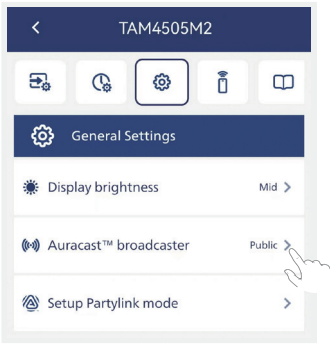 TAM4505M2
General Settings
Display brightness Mid
Auracast™ broadcaster Public
Setup Partylink mode